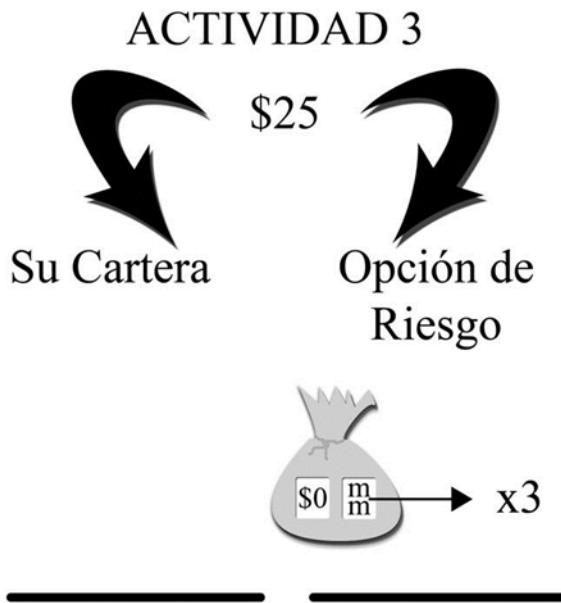 ACTIVIDAD 3
$25
Su Cartera
Opción de
Riesgo
$0
m
m
x3